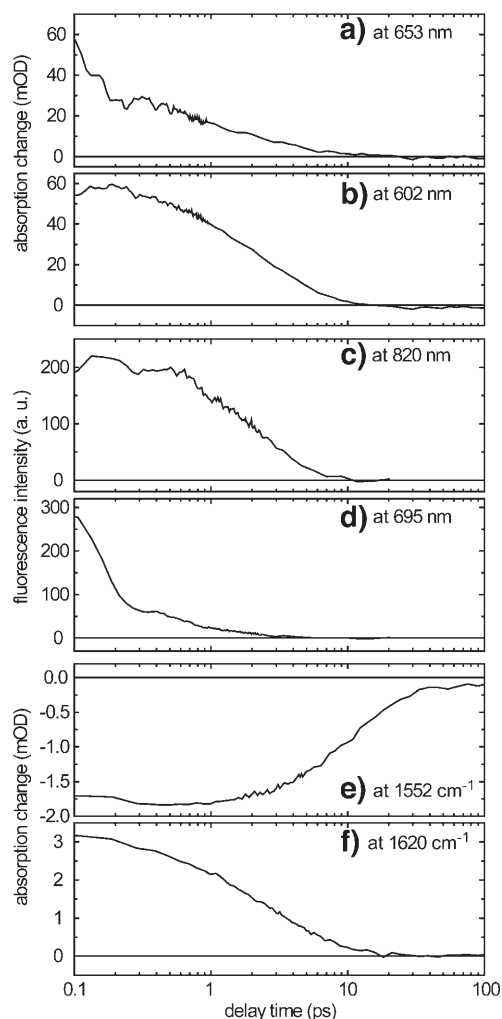 absorption change (mOD)
60
40
20
0
a) at 653 nm
60
40
20
0
b) at 602 nm
fluorescence intensity (a. u.)
200
100
0
c) at 820 nm
300
200
100
0
d) at 695 nm
absorption change (mOD)
0.0
-0.5
-1.0
-1.5
-2.0
e) at 1552 cm⁻¹
3
2
1
0
f) at 1620 cm⁻¹
0.1 1 10 100
delay time (ps)